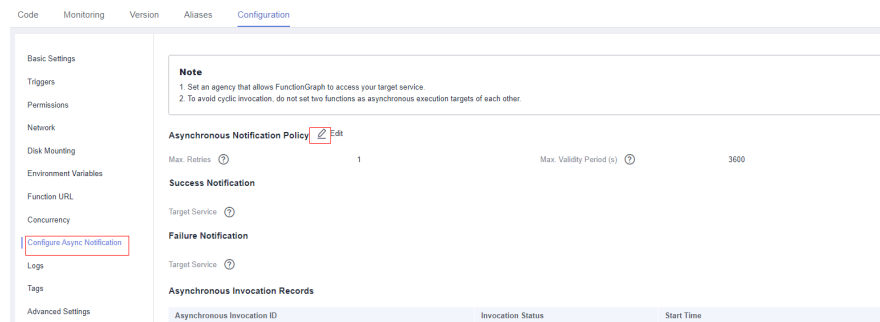 Code Monitoring Version Aliases Configuration
Basic Settings
Triggers
Permissions
Network
Disk Mounting
Environment Variables
Function URL
Concurrency
Configure Async Notification
Logs
Tags
Advanced Settings
Note
1. Set an agency that allows FunctionGraph to access your target service.
2. To avoid cyclic invocation, do not set two functions as asynchronous execution targets of each other.
Asynchronous Notification Policy Edit
Max. Retries ? 1 Max. Validity Period (s) ? 3600
Success Notification
Target Service ?
Failure Notification
Target Service ?
Asynchronous Invocation Records
Asynchronous Invocation ID Invocation Status Start Time